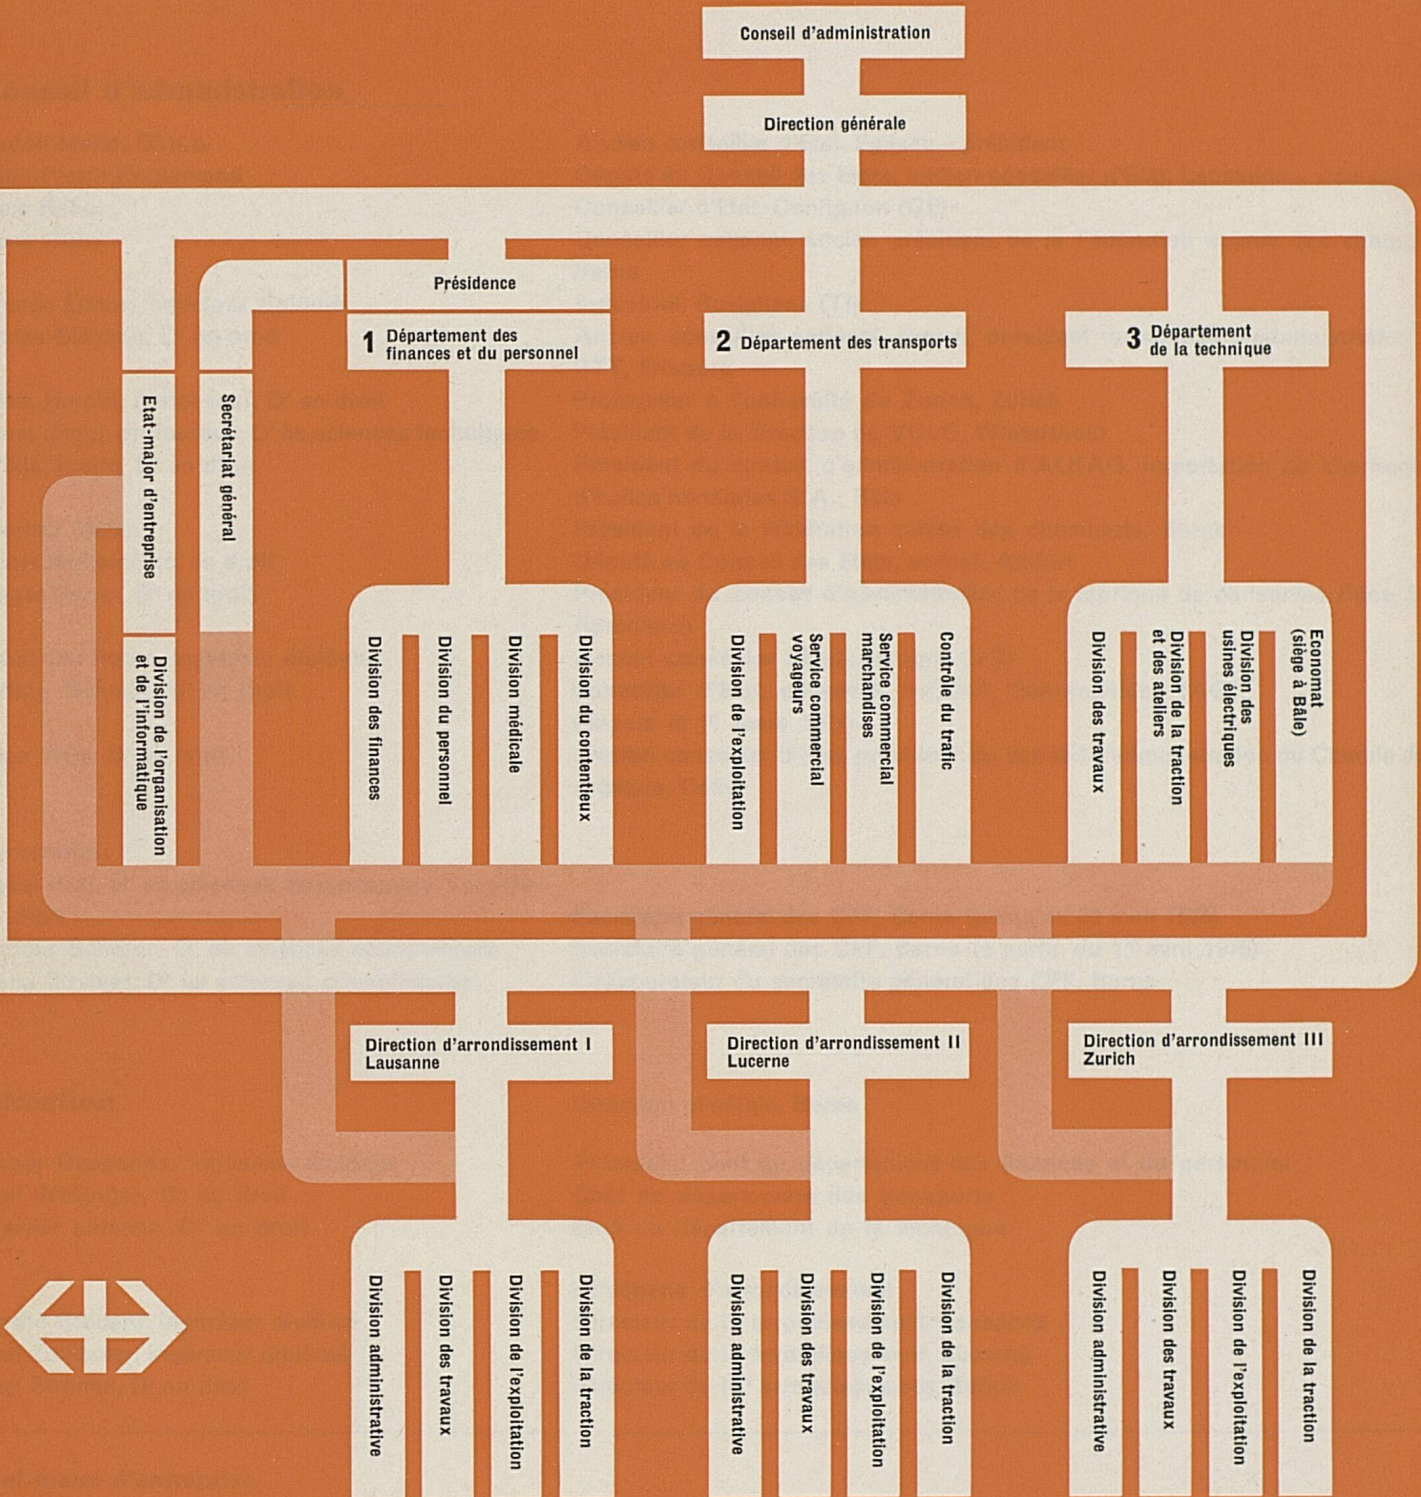 Conseil d'administration
Direction générale
Présidence
1 Département des
finances et du personnel
2 Département des transports
3 Département
de la technique
Etat-major d'entreprise
Secrétariat général
Division de l'organisation
et de l'informatique
Division des finances
Division du personnel
Division médicale
Division du contentieux
Division de l'exploitation
Service commercial
voyageurs
Service commercial
marchandises
Contrôle du trafic
Division des travaux
Division de la traction
et des ateliers
Division des
usines électriques
Economat
(siège à Bâle)
Direction d'arrondissement I
Lausanne
Direction d'arrondissement II
Lucerne
Direction d'arrondissement III
Zurich
Division administrative
Division des travaux
Division de l'exploitation
Division de la traction
Division administrative
Division des travaux
Division de l'exploitation
Division de la traction
Division administrative
Division des travaux
Division de l'exploitation
Division de la traction